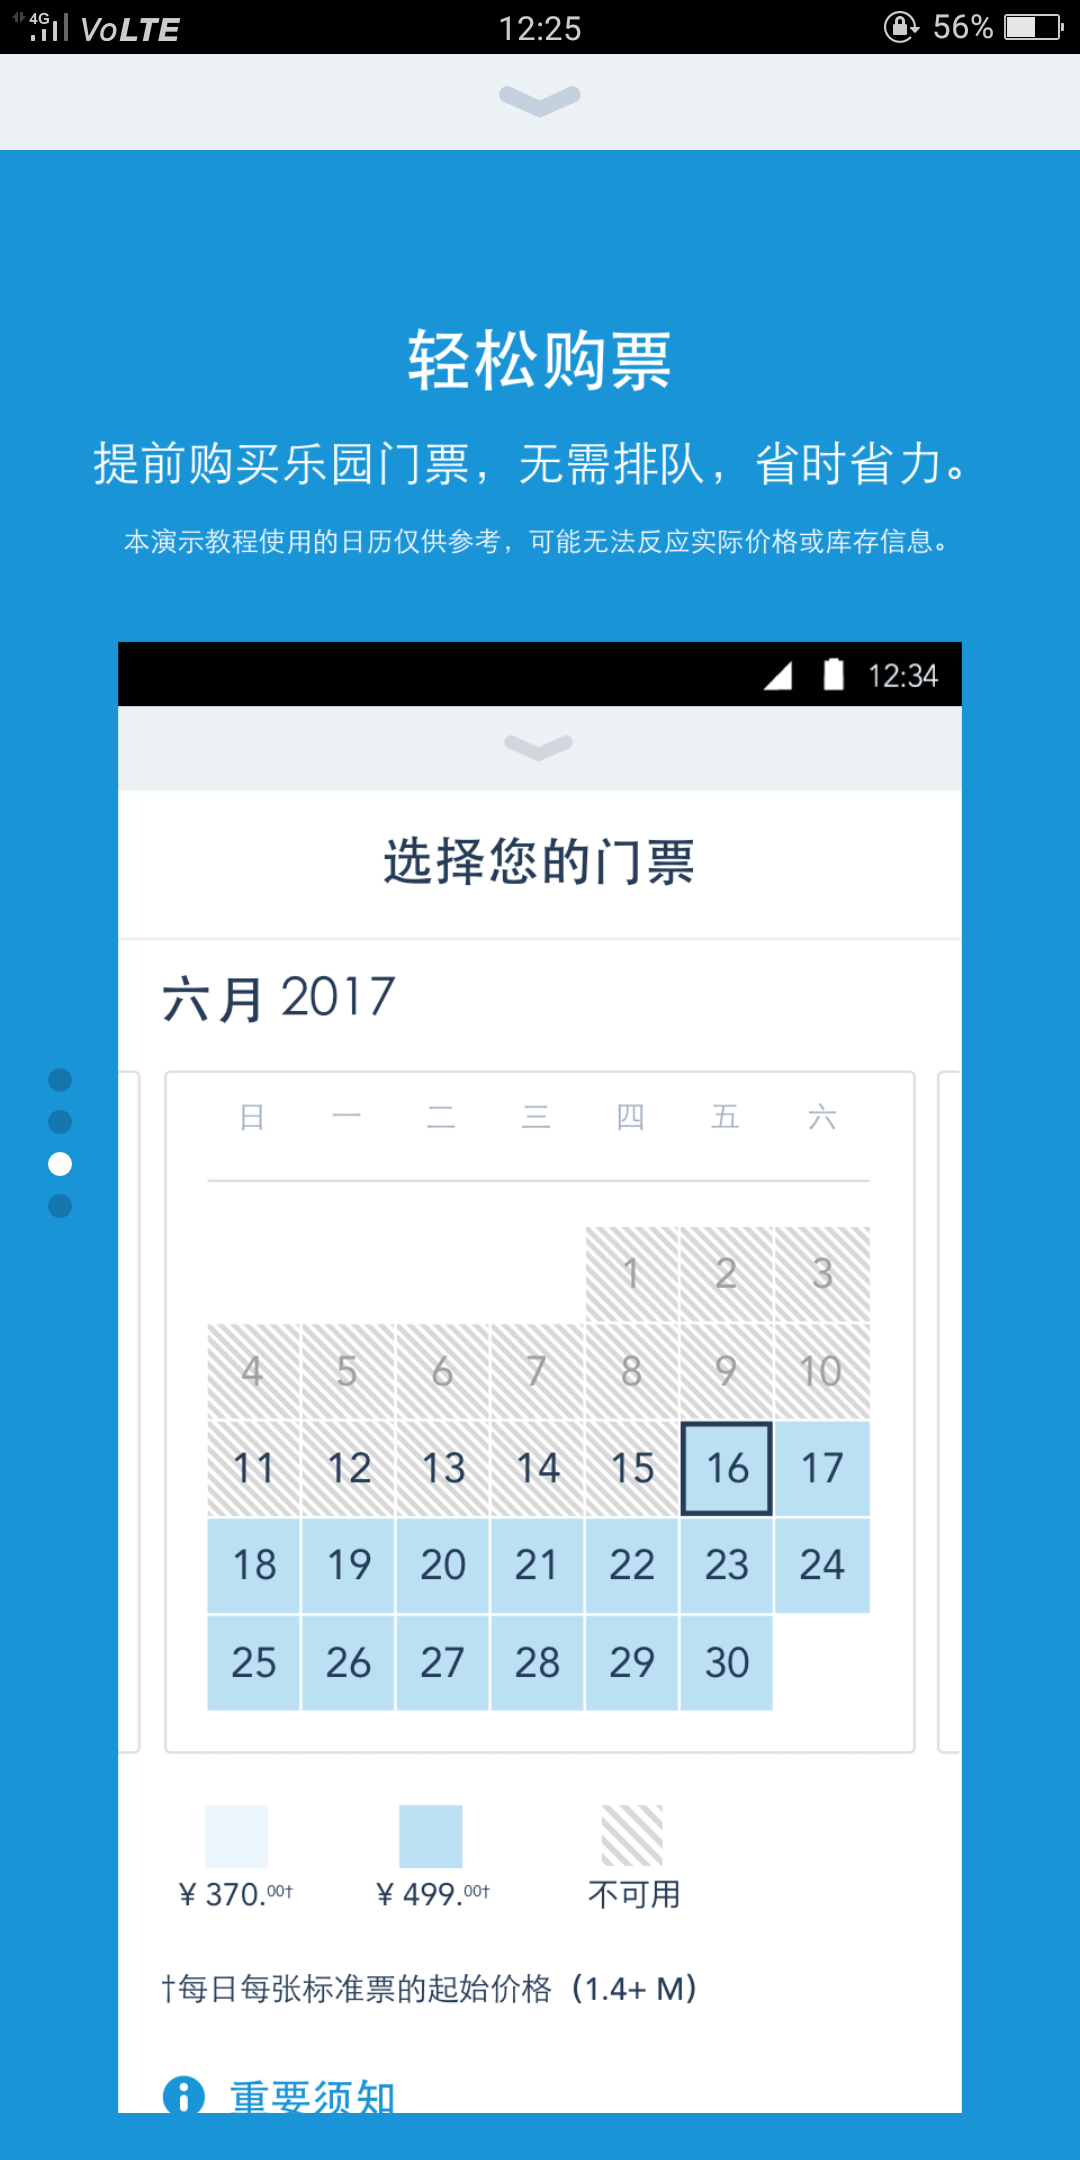 4G VoLTE 12:25 56%
轻松购票
提前购买乐园门票，无需排队，省时省力。
本演示教程使用的日历仅供参考，可能无法反应实际价格或库存信息。
12:34
选择您的门票
六月 2017
日 一 二 三 四 五 六
1 2 3
4 5 6 7 8 9 10
11 12 13 14 15 16 17
18 19 20 21 22 23 24
25 26 27 28 29 30
¥ 370.00† ¥ 499.00† 不可用
†每日每张标准票的起始价格（1.4+ M）
重要须知